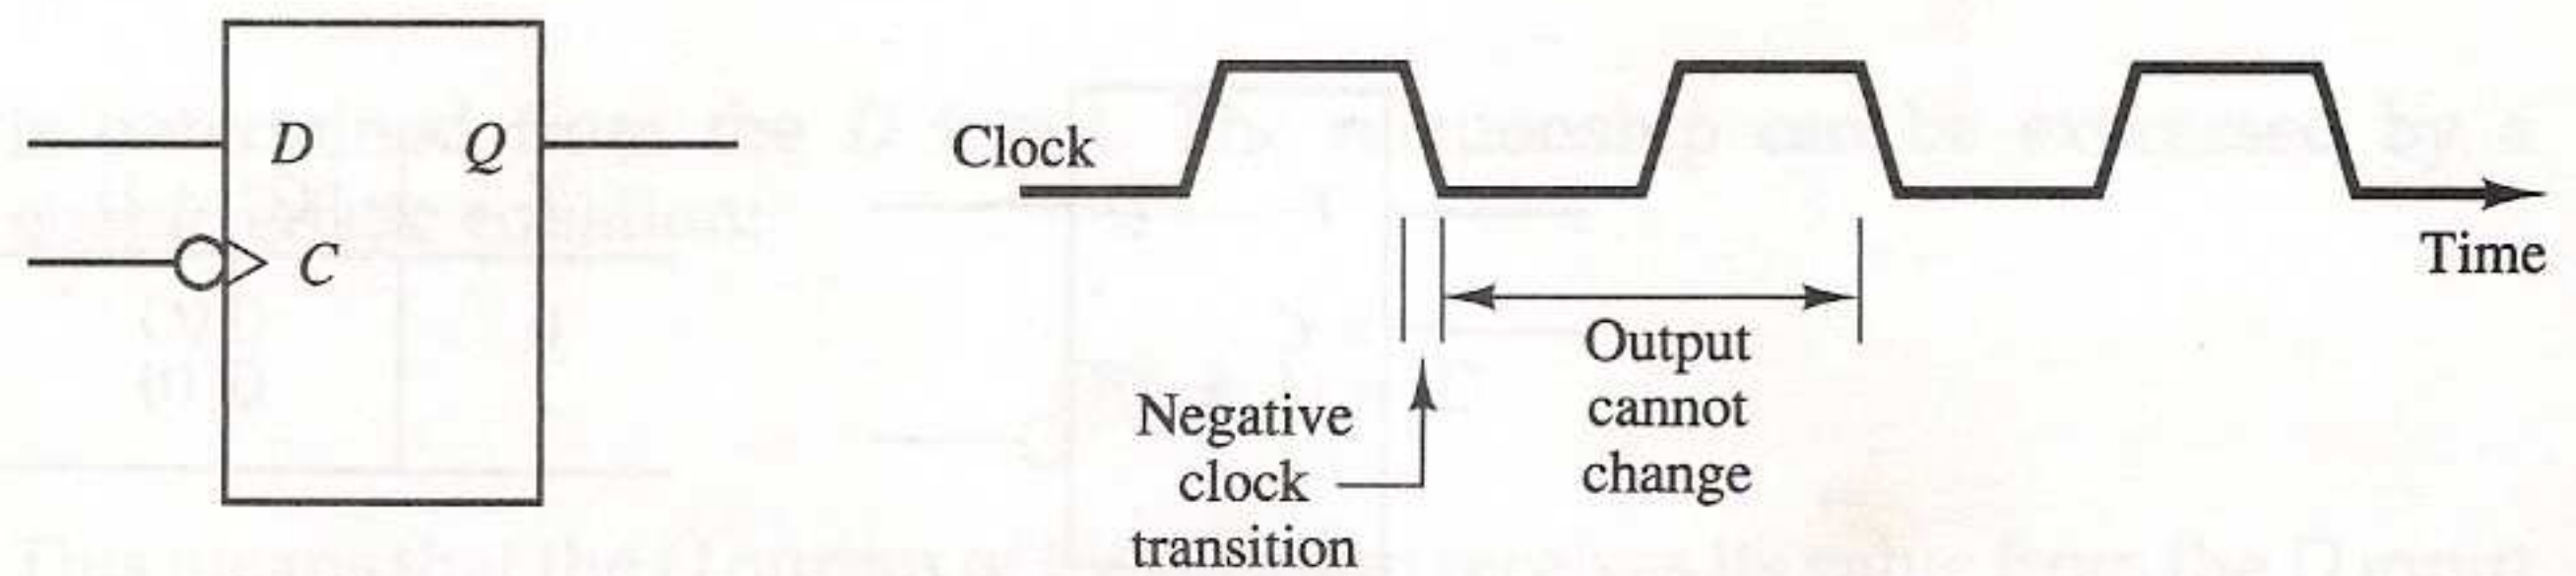 D Q
C
Clock
Time
Output
cannot
change
Negative
clock
transition